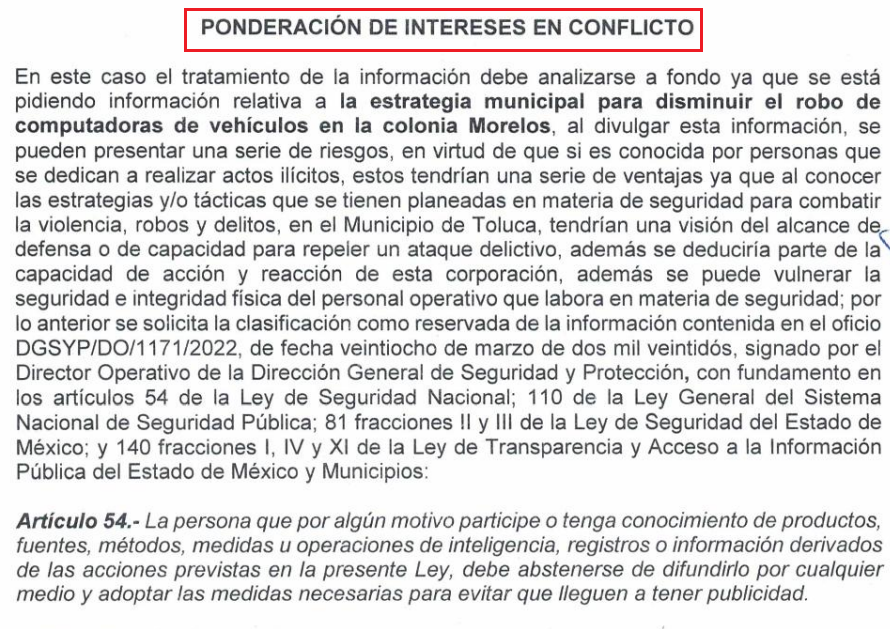 PONDERACIÓN DE INTERESES EN CONFLICTO
En este caso el tratamiento de la información debe analizarse a fondo ya que se está
pidiendo información relativa a la estrategia municipal para disminuir el robo de
computadoras de vehículos en la colonia Morelos, al divulgar esta información, se
pueden presentar una serie de riesgos, en virtud de que si es conocida por personas que
se dedican a realizar actos ilícitos, estos tendrían una serie de ventajas ya que al conocer
las estrategias y/o tácticas que se tienen planeadas en materia de seguridad para combatir
la violencia, robos y delitos, en el Municipio de Toluca, tendrían una visión del alcance de
defensa o de capacidad para repeler un ataque delictivo, además se deduciría parte de la
capacidad de acción y reacción de esta corporación, además se puede vulnerar la
seguridad e integridad física del personal operativo que labora en materia de seguridad; por
lo anterior se solicita la clasificación como reservada de la información contenida en el oficio
DGSYP/DO/1171/2022, de fecha veintiocho de marzo de dos mil veintidós, signado por el
Director Operativo de la Dirección General de Seguridad y Protección, con fundamento en
los artículos 54 de la Ley de Seguridad Nacional; 110 de la Ley General del Sistema
Nacional de Seguridad Pública; 81 fracciones II y III de la Ley de Seguridad del Estado de
México; y 140 fracciones I, IV y XI de la Ley de Transparencia y Acceso a la Información
Pública del Estado de México y Municipios:
Artículo 54.- La persona que por algún motivo participe o tenga conocimiento de productos,
fuentes, métodos, medidas u operaciones de inteligencia, registros o información derivados
de las acciones previstas en la presente Ley, debe abstenerse de difundirlo por cualquier
medio y adoptar las medidas necesarias para evitar que lleguen a tener publicidad.